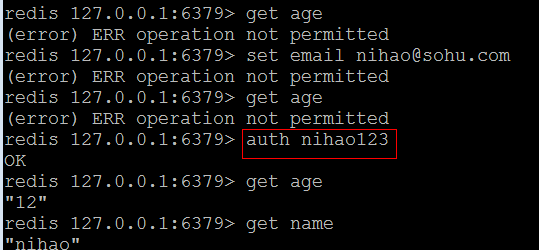 redis 127.0.0.1:6379> get age
(error) ERR operation not permitted
redis 127.0.0.1:6379> set email nihao@sohu.com
(error) ERR operation not permitted
redis 127.0.0.1:6379> get age
(error) ERR operation not permitted
redis 127.0.0.1:6379> auth nihao123
OK
redis 127.0.0.1:6379> get age
"12"
redis 127.0.0.1:6379> get name
"nihao"